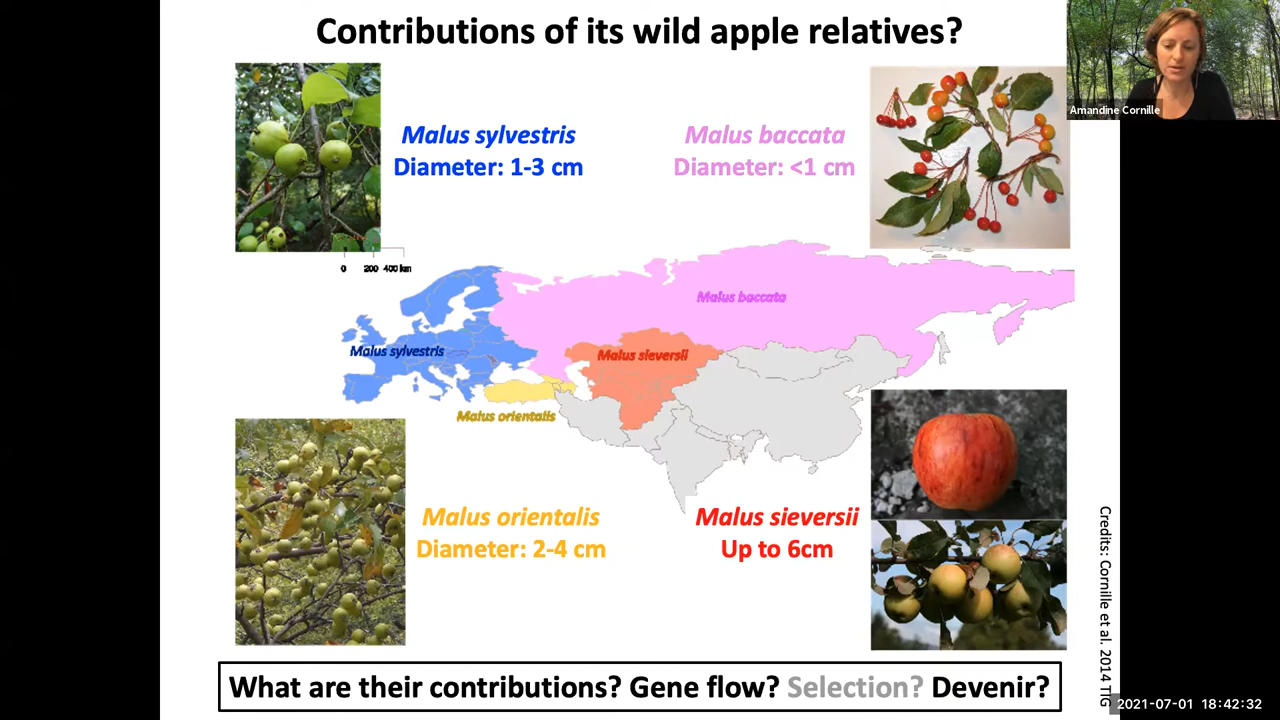 Contributions of its wild apple relatives?
Amandine Cornille
Malus sylvestris
Diameter: 1-3 cm
Malus baccata
Diameter: <1 cm
0 200 400 km
Malus baccata
Malus sylvestris
Malus sieversii
Malus orientalis
Malus orientalis
Diameter: 2-4 cm
Malus sieversii
Up to 6cm
Credits: Cornille et al. 2014 TIG
What are their contributions? Gene flow? Selection? Devenir?
2021-07-01 18:42:32